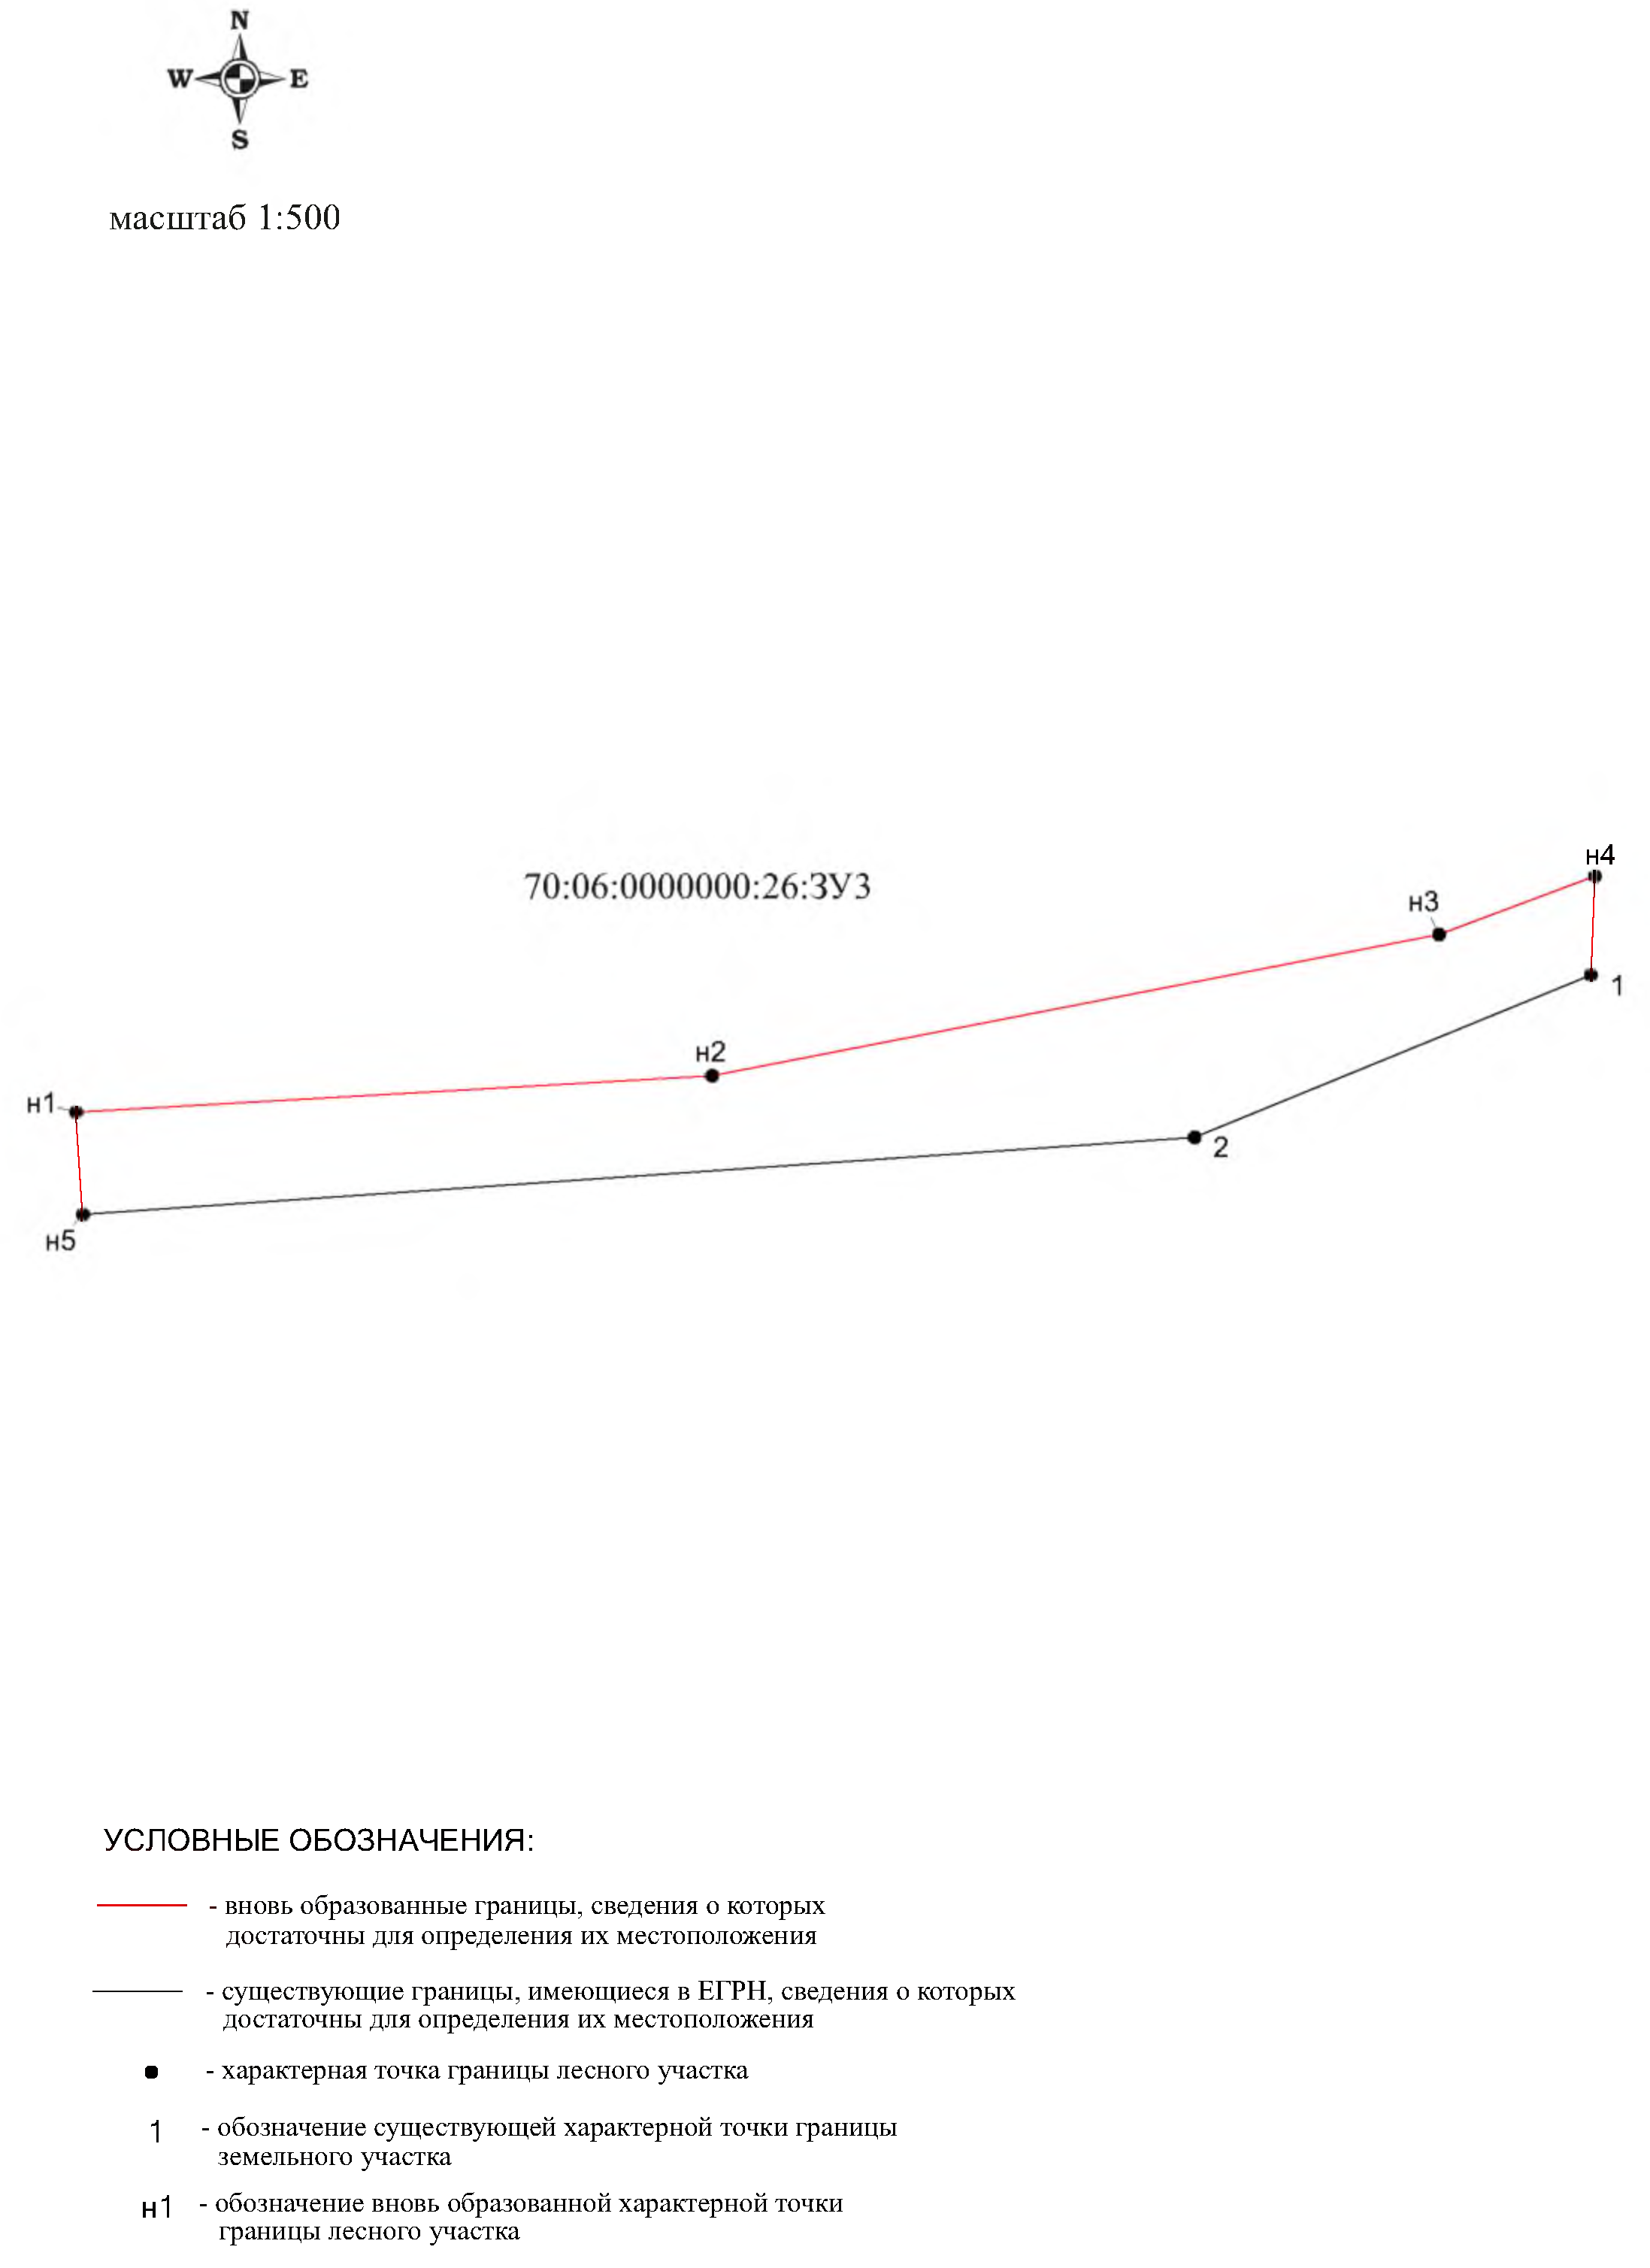 N
W E
S
масштаб 1:500
70:06:0000000:26:ЗУ3
н4
н3
1
н2
н1
2
н5
УСЛОВНЫЕ ОБОЗНАЧЕНИЯ:
- вновь образованные границы, сведения о которых
достаточны для определения их местоположения
- существующие границы, имеющиеся в ЕГРН, сведения о которых
достаточны для определения их местоположения
- характерная точка границы лесного участка
1 - обозначение существующей характерной точки границы
земельного участка
н1 - обозначение вновь образованной характерной точки
границы лесного участка